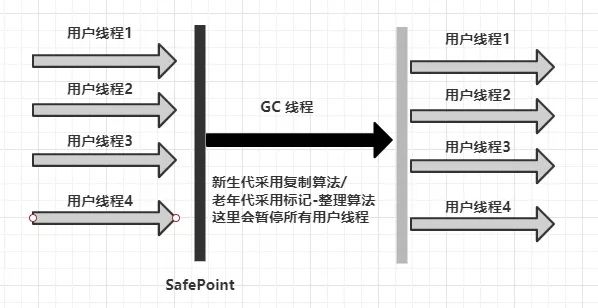 用户线程1
用户线程2
用户线程3
用户线程4
GC 线程
新生代采用复制算法/
老年代采用标记-整理算法
这里会暂停所有用户线程
SafePoint
用户线程1
用户线程2
用户线程3
用户线程4